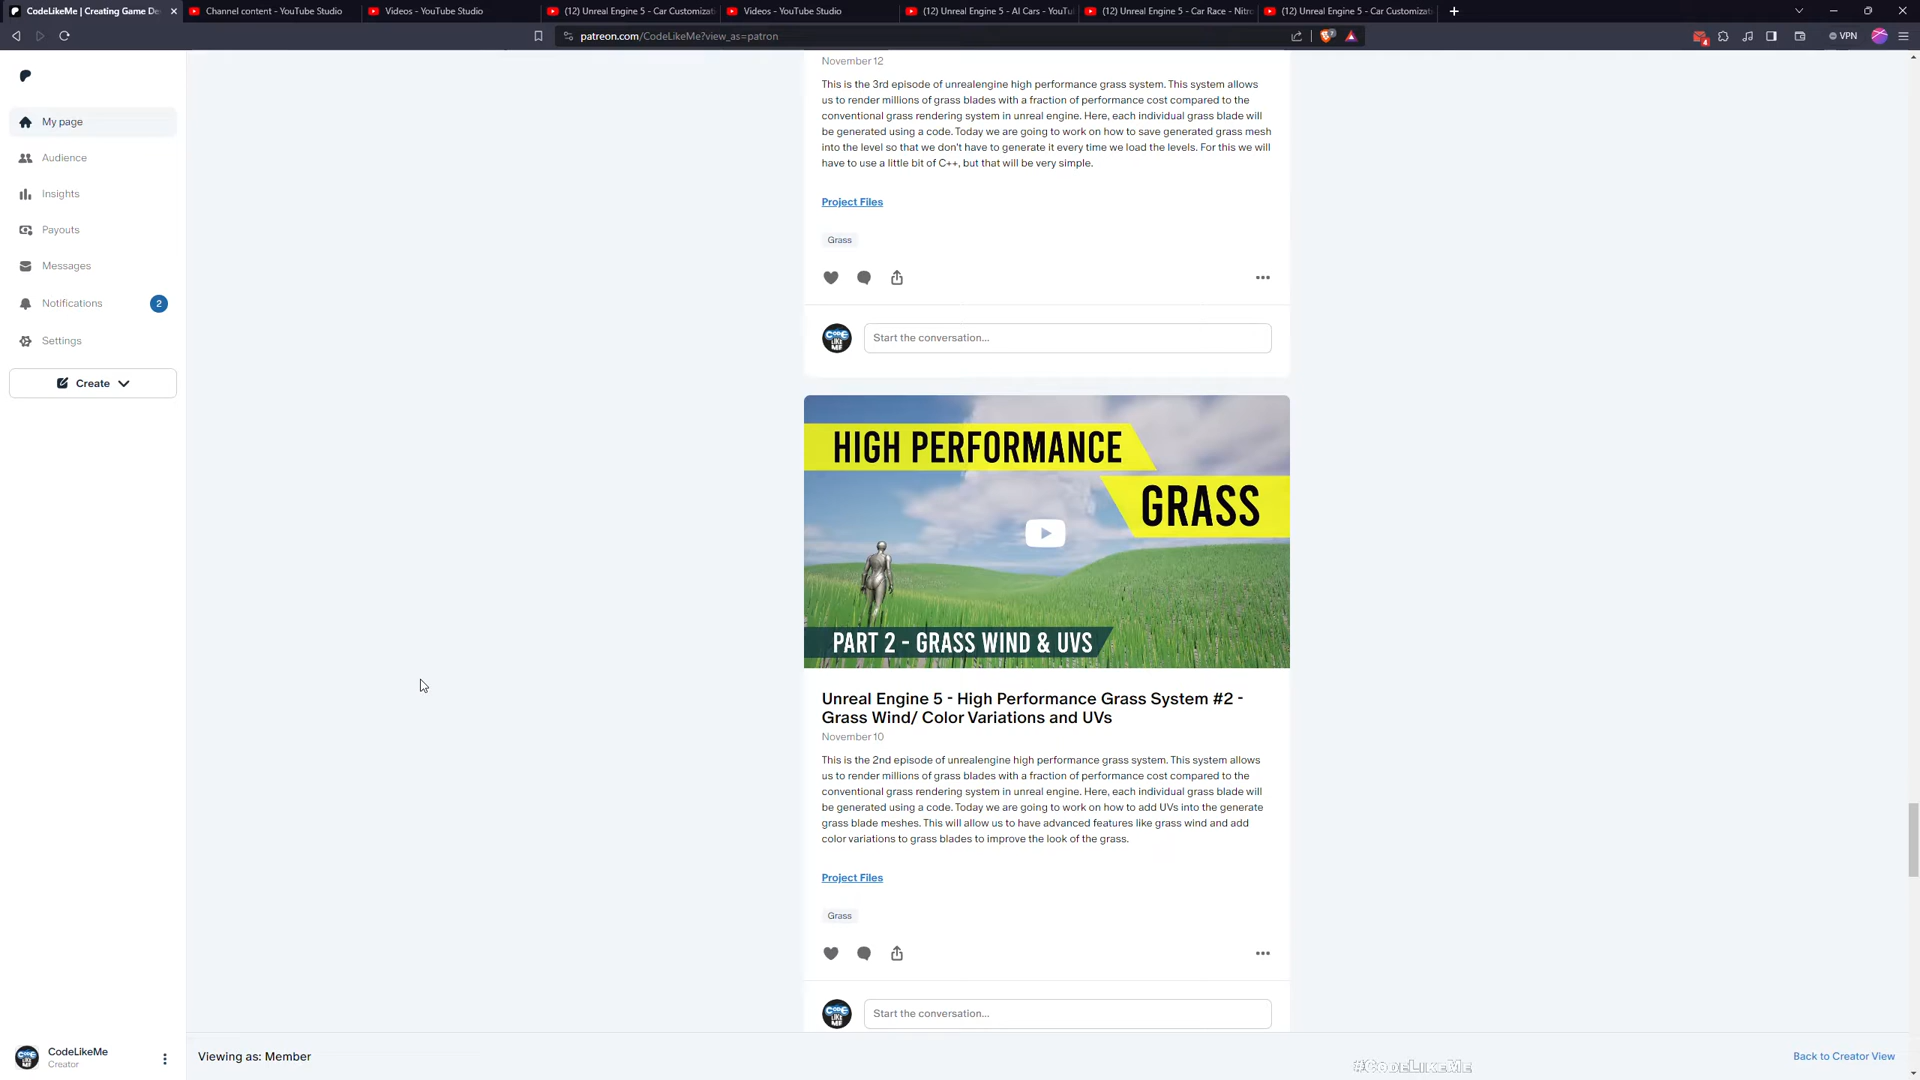 CodeLikeMe | Creating Game De
Channel content - YouTube Studio
Videos - YouTube Studio
(12) Unreal Engine 5 - Car Customizat
Videos - YouTube Studio
(12) Unreal Engine 5 - AI Cars - YouTu
(12) Unreal Engine 5 - Car Race - Nitro
(12) Unreal Engine 5 - Car Customizat
patreon.com/CodeLikeMe?view_as=patron
VPN
My page
Audience
Insights
Payouts
Messages
Notifications
2
Settings
Create
November 12
This is the 3rd episode of unrealengine high performance grass system. This system allows
us to render millions of grass blades with a fraction of performance cost compared to the
conventional grass rendering system in unreal engine. Here, each individual grass blade will
be generated using a code. Today we are going to work on how to save generated grass mesh
into the level so that we don't have to generate it every time we load the levels. For this we will
have to use a little bit of C++, but that will be very simple.
Project Files
Grass
Start the conversation...
HIGH PERFORMANCE
GRASS
PART 2 - GRASS WIND & UVS
Unreal Engine 5 - High Performance Grass System #2 -
Grass Wind/ Color Variations and UVs
November 10
This is the 2nd episode of unrealengine high performance grass system. This system allows
us to render millions of grass blades with a fraction of performance cost compared to the
conventional grass rendering system in unreal engine. Here, each individual grass blade will
be generated using a code. Today we are going to work on how to add UVs into the generate
grass blade meshes. This will allow us to have advanced features like grass wind and add
color variations to grass blades to improve the look of the grass.
Project Files
Grass
Start the conversation...
CodeLikeMe
Creator
Viewing as: Member
#CodeLikeMe
Back to Creator View